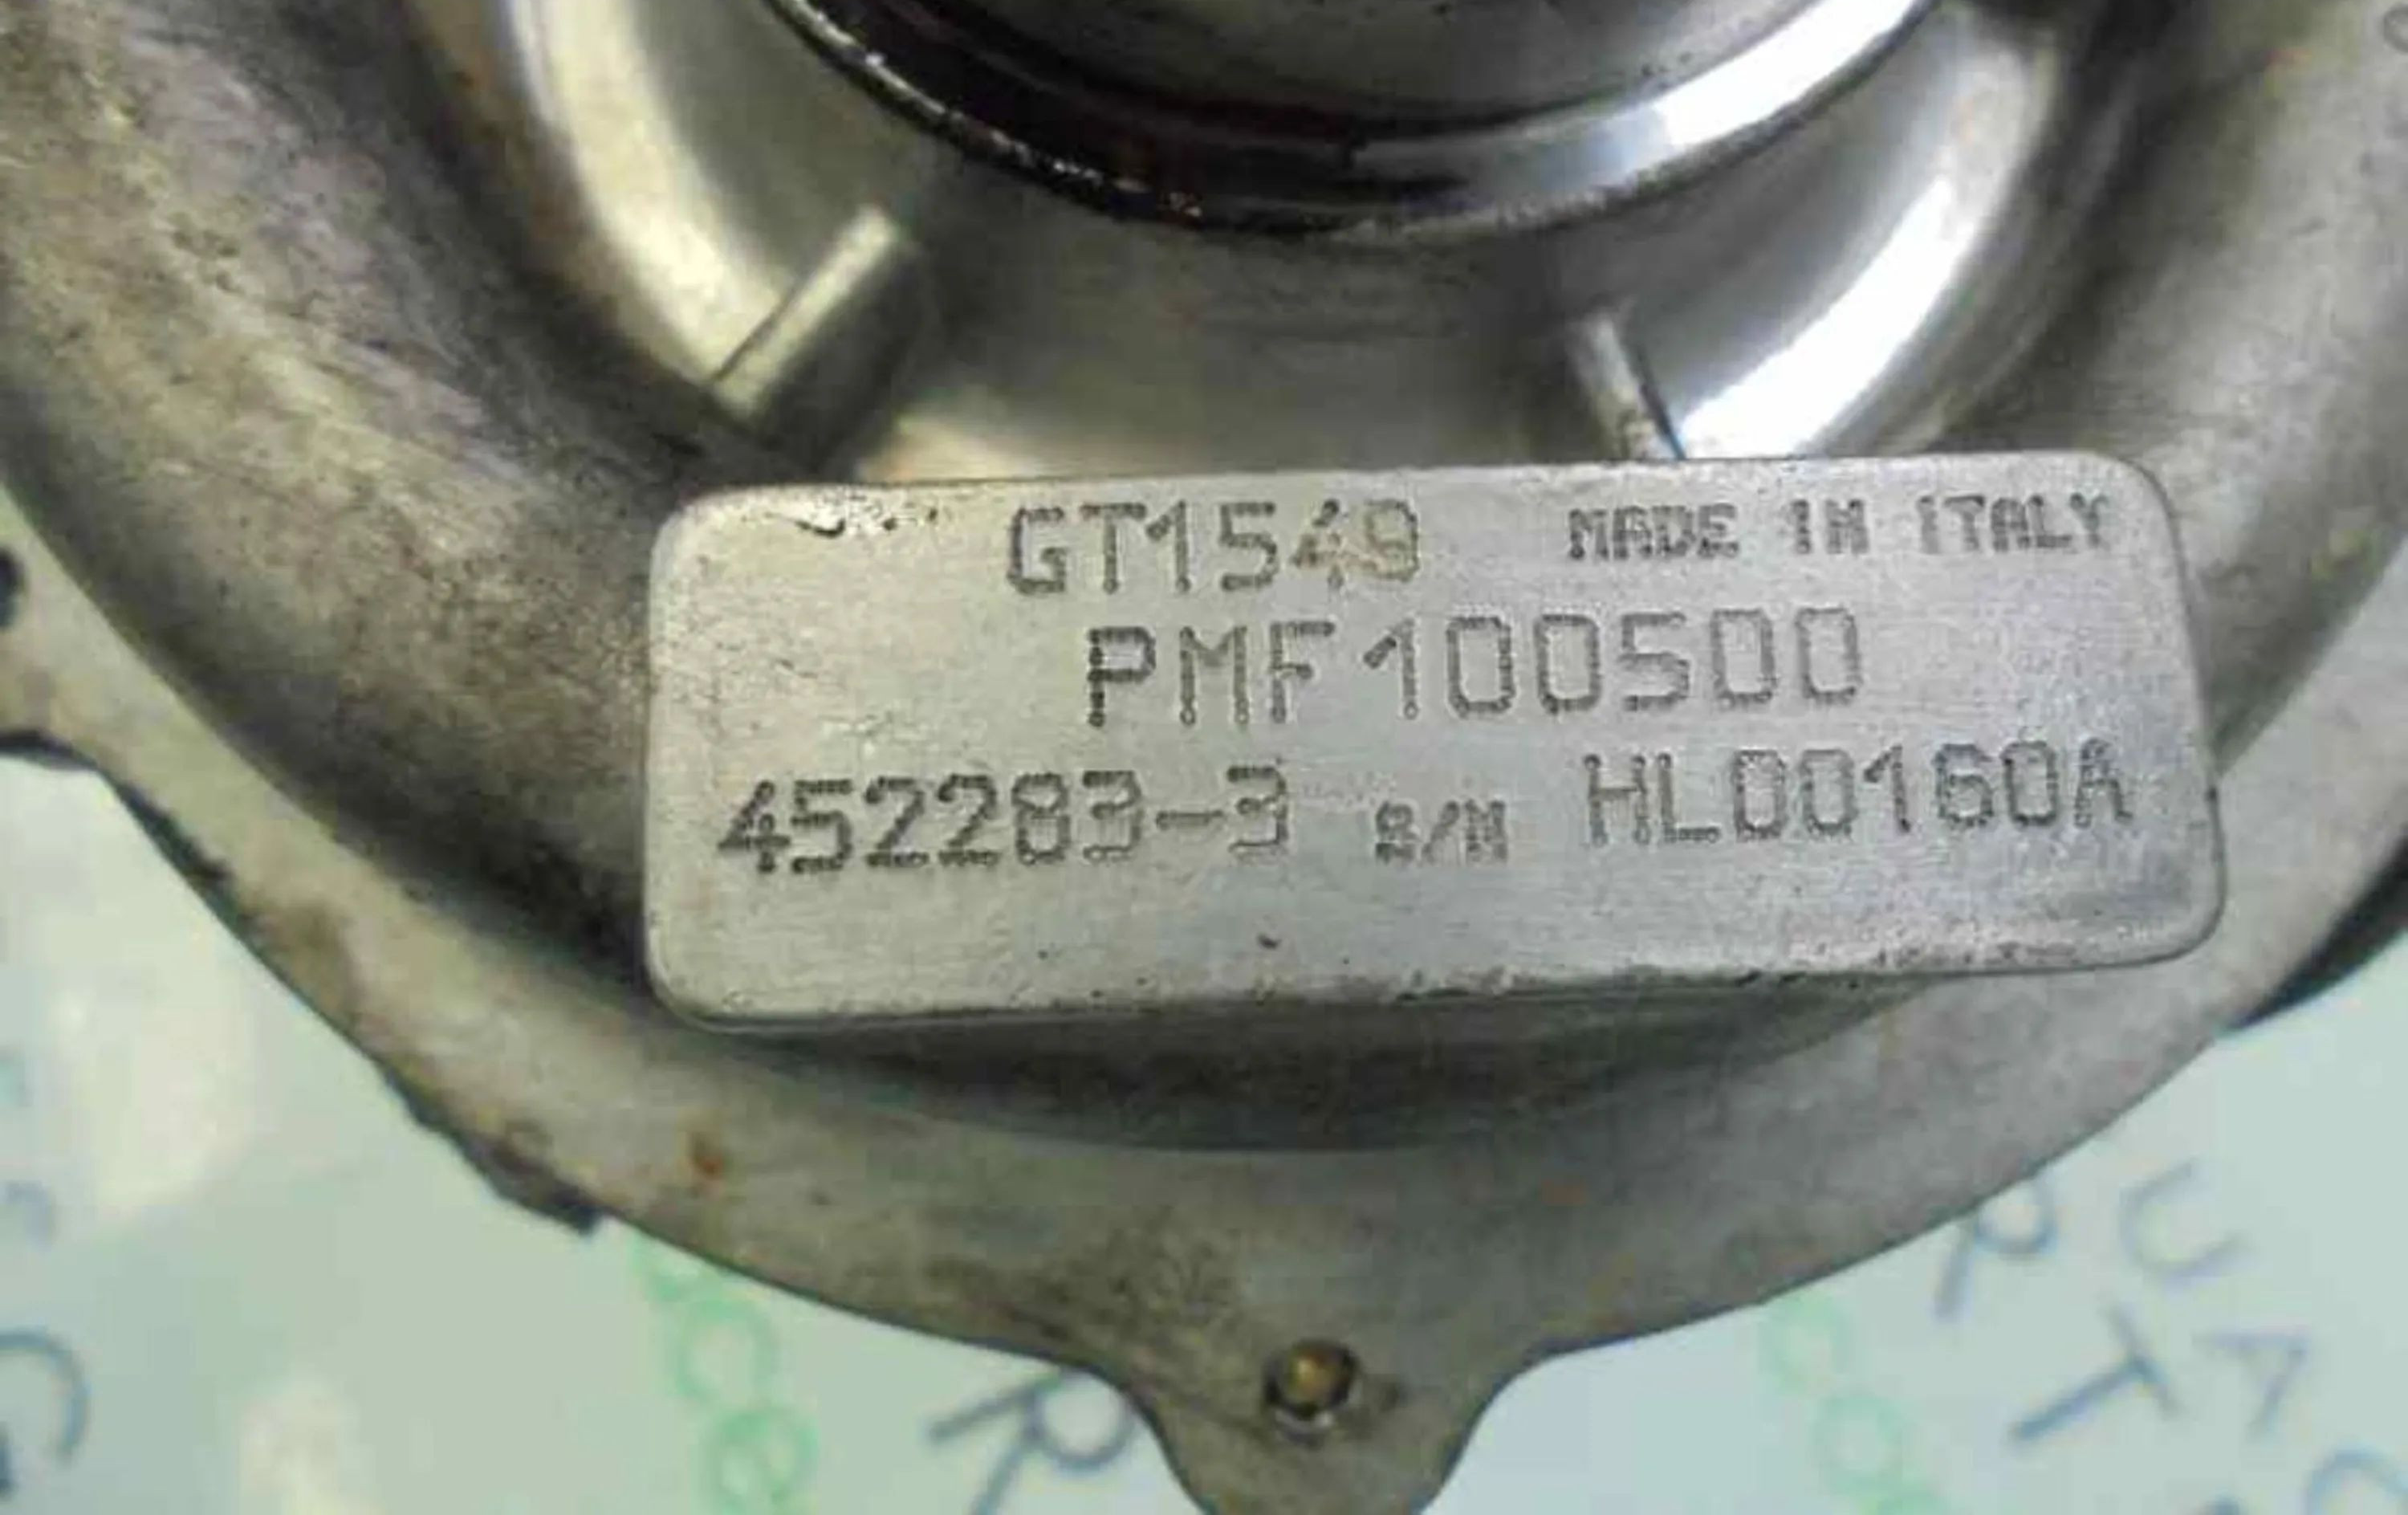 GT1549 MADE IN ITALY
PMF100500
452283-3 S/N HL00160A